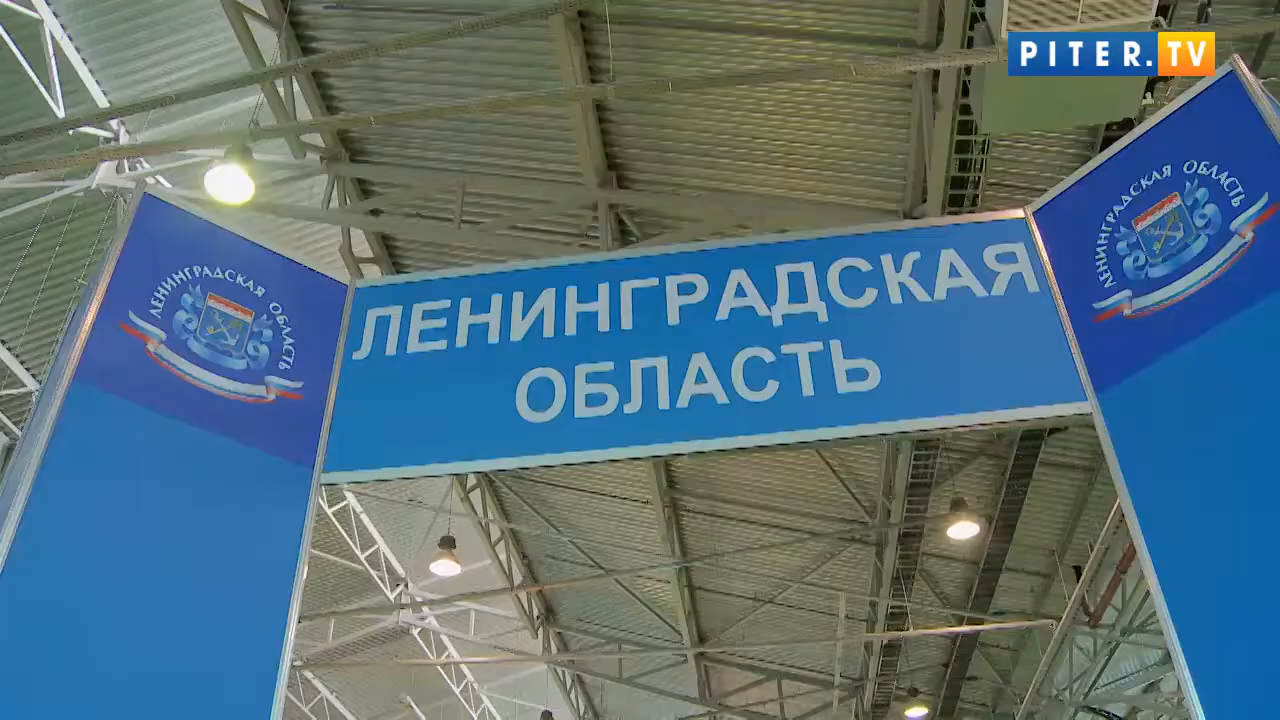 PITER.TV
ЛЕНИНГРАДСКАЯ ОБЛАСТЬ
ЛЕНИНГРАДСКАЯ
ОБЛАСТЬ
ЛЕНИНГРАДСКАЯ ОБЛАСТЬ